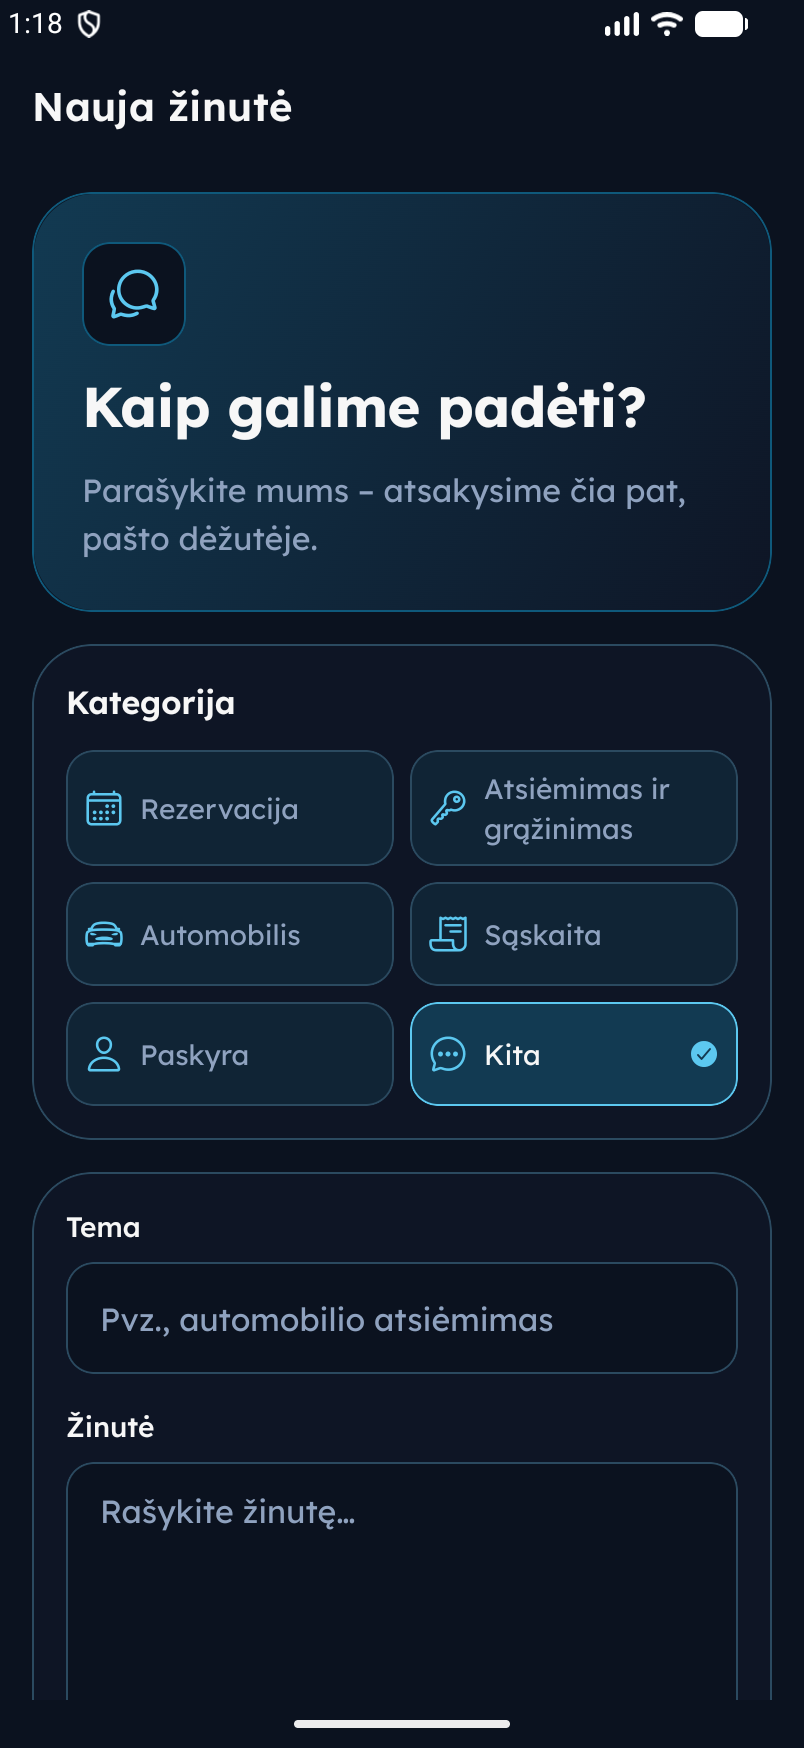 1:18
Nauja žinutė
Kaip galime padėti?
Parašykite mums – atsakysime čia pat,
pašto dėžutėje.
Kategorija
Rezervacija
Atsiėmimas ir
grąžinimas
Automobilis
Sąskaita
Paskyra
Kita
Tema
Pvz., automobilio atsiėmimas
Žinutė
Rašykite žinutę...